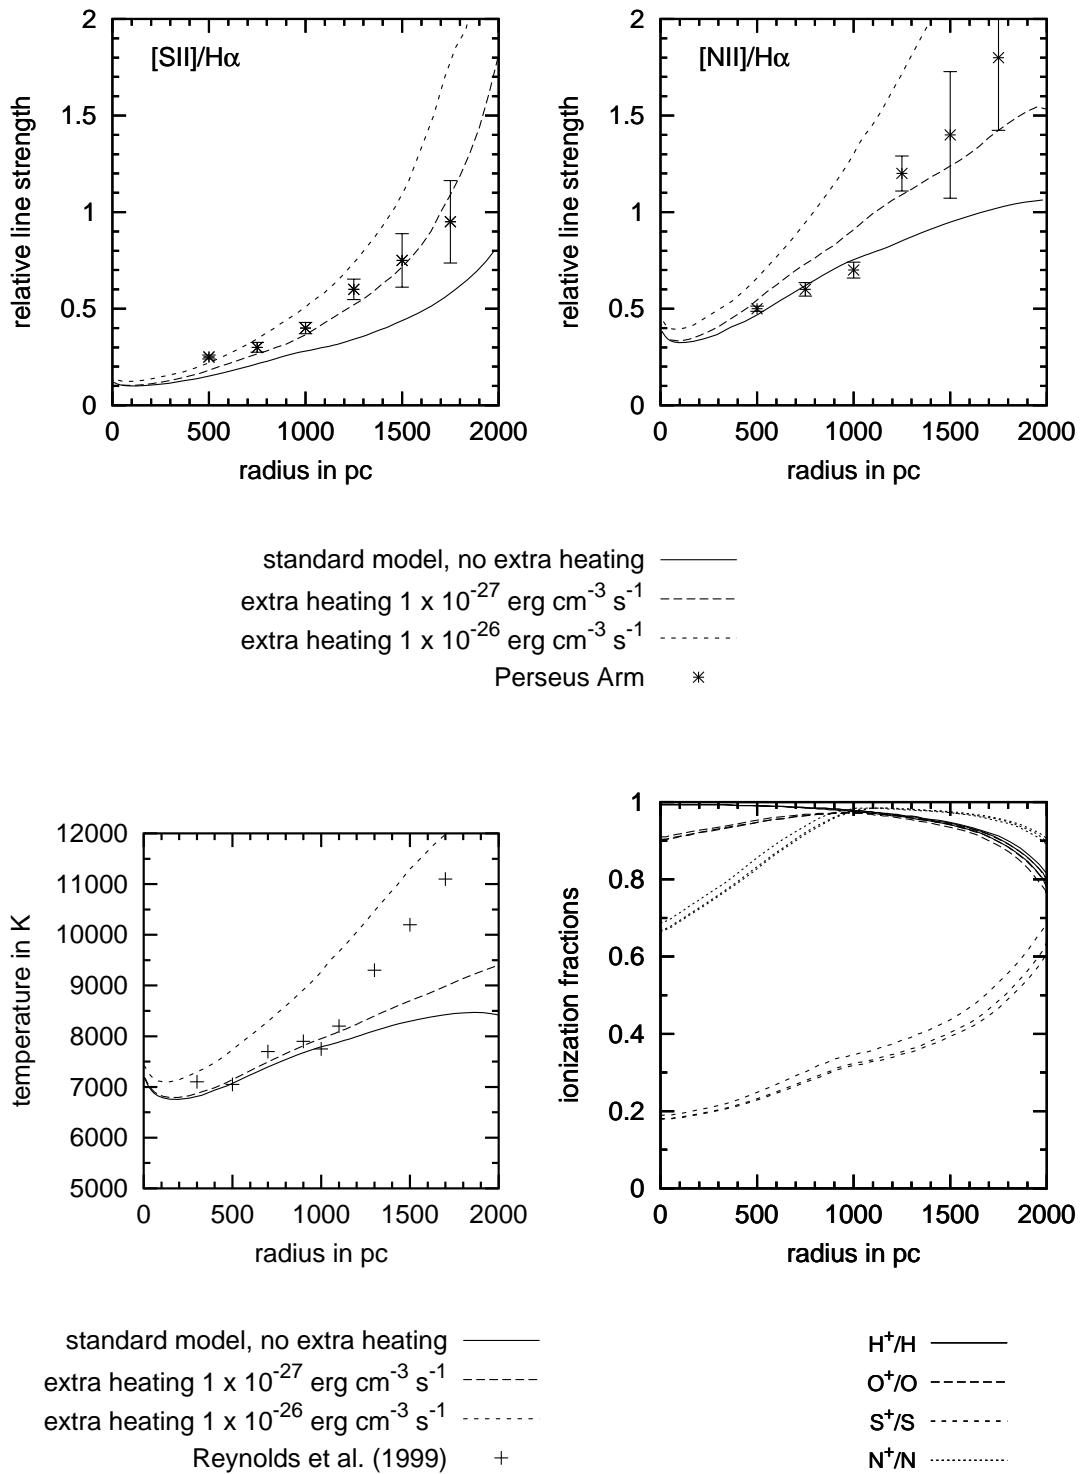 [SII]/Hα
2
1.5
1
0.5
0
0 500 1000 1500 2000
relative line strength
radius in pc
[NII]/Hα
2
1.5
1
0.5
0
0 500 1000 1500 2000
relative line strength
radius in pc
standard model, no extra heating
extra heating 1 x 10^-27 erg cm^-3 s^-1
extra heating 1 x 10^-26 erg cm^-3 s^-1
Perseus Arm
12000
11000
10000
9000
8000
7000
6000
5000
0 500 1000 1500 2000
temperature in K
radius in pc
1
0.8
0.6
0.4
0.2
0
0 500 1000 1500 2000
ionization fractions
radius in pc
standard model, no extra heating
extra heating 1 x 10^-27 erg cm^-3 s^-1
extra heating 1 x 10^-26 erg cm^-3 s^-1
Reynolds et al. (1999)
H^+/H
O^+/O
S^+/S
N^+/N